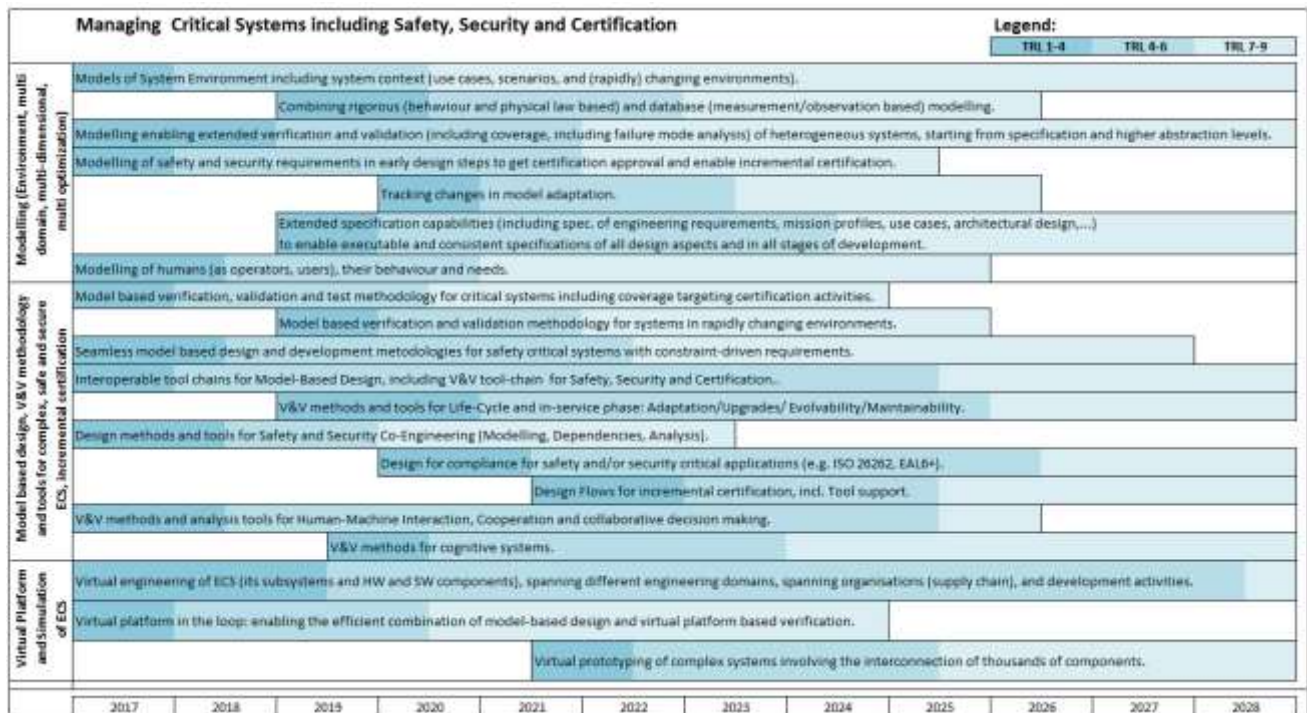 Managing Critical Systems including Safety, Security and Certification
Legend:
TRL 1-4 TRL 4-6 TRL 7-9
Modelling (Environment, multi
domain, multi-dimensional,
multi optimization)
Models of System Environment including system context (use cases, scenarios, and (rapidly) changing environments).
Combining rigorous (behaviour and physical law based) and database (measurement/observation based) modelling.
Modelling enabling extended verification and validation (including coverage, including failure mode analysis) of heterogeneous systems, starting from specification and higher abstraction levels.
Modelling of safety and security requirements in early design steps to get certification approval and enable incremental certification.
Tracking changes in model adaptation.
Extended specification capabilities (including spec. of engineering requirements, mission profiles, use cases, architectural design,...)
to enable executable and consistent specifications of all design aspects and in all stages of development.
Modelling of humans (as operators, users), their behaviour and needs.
Model based design, V&V methodology
and tools for complex, safe and secure
ECS, incremental certification
Model based verification, validation and test methodology for critical systems including coverage targeting certification activities.
Model based verification and validation methodology for systems in rapidly changing environments.
Seamless model based design and development metodologies for safety critical systems with constraint-driven requirements.
Interoperable tool chains for Model-Based Design, including V&V tool-chain for Safety, Security and Certification.
V&V methods and tools for Life-Cycle and in-service phase: Adaptation/Upgrades/ Evolvability/Maintainability.
Design methods and tools for Safety and Security Co-Engineering (Modelling, Dependencies, Analysis).
Design for compliance for safety and/or security critical applications (e.g. ISO 26262, EAL6+).
Design Flows for incremental certification, incl. Tool support.
V&V methods and analysis tools for Human-Machine Interaction, Cooperation and collaborative decision making.
V&V methods for cognitive systems.
Virtual Platform
and Simulation
of ECS
Virtual engineering of ECS (its subsystems and HW and SW components), spanning different engineering domains, spanning organisations (supply chain), and development activities.
Virtual platform in the loop: enabling the efficient combination of model-based design and virtual platform based verification.
Virtual prototyping of complex systems involving the interconnection of thousands of components.
2017 2018 2019 2020 2021 2022 2023 2024 2025 2026 2027 2028